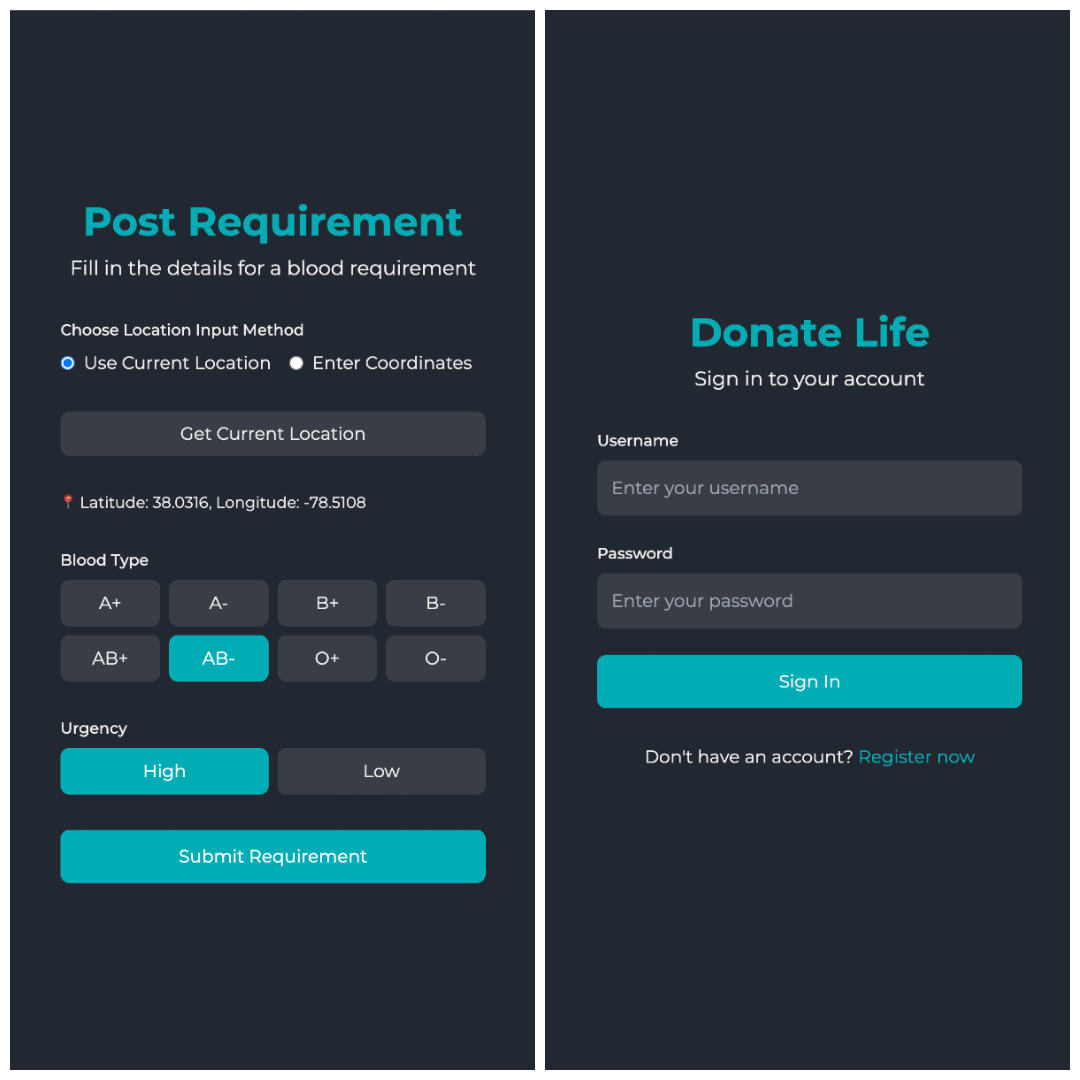 Post Requirement
Fill in the details for a blood requirement
Choose Location Input Method
Use Current Location Enter Coordinates
Get Current Location
📍 Latitude: 38.0316, Longitude: -78.5108
Blood Type
A+ A- B+ B-
AB+ AB- O+ O-
Urgency
High Low
Submit Requirement
Donate Life
Sign in to your account
Username
Enter your username
Password
Enter your password
Sign In
Don't have an account? Register now